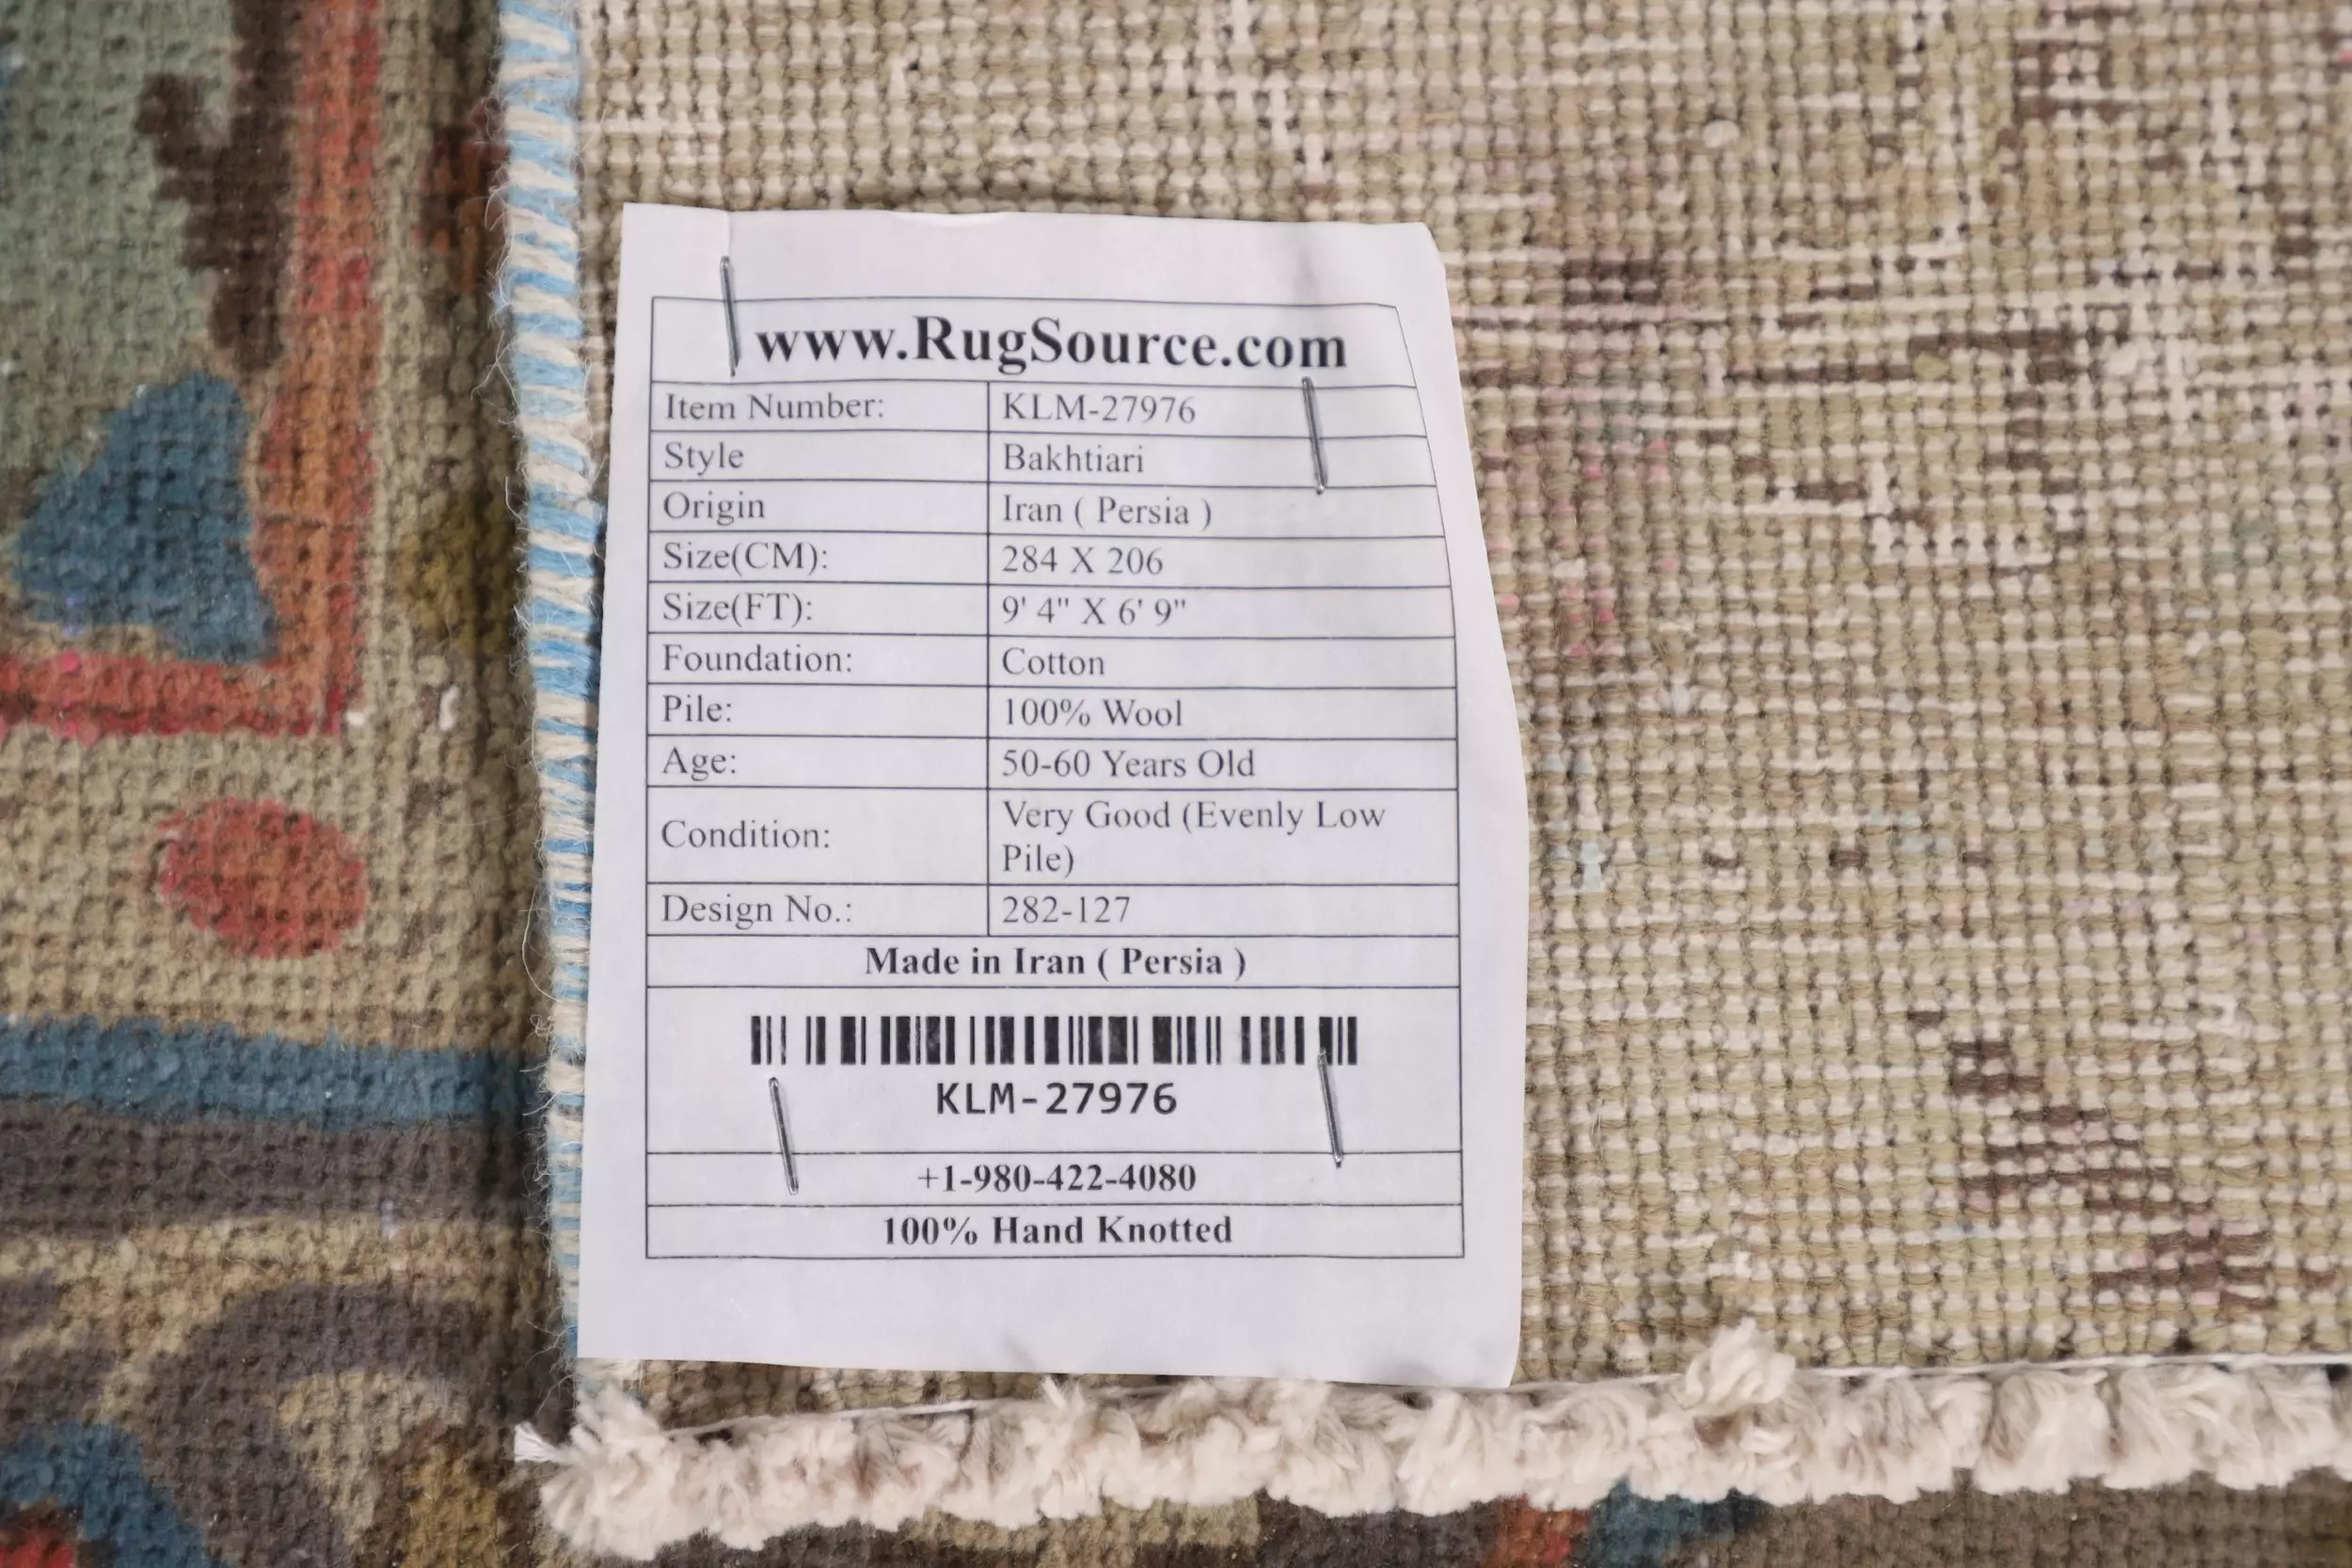 www.RugSource.com
Item Number: KLM-27976
Style Bakhtiari
Origin Iran ( Persia )
Size(CM): 284 X 206
Size(FT): 9' 4" X 6' 9"
Foundation: Cotton
Pile: 100% Wool
Age: 50-60 Years Old
Condition: Very Good (Evenly Low
Pile)
Design No.: 282-127
Made in Iran ( Persia )
KLM-27976
+1-980-422-4080
100% Hand Knotted